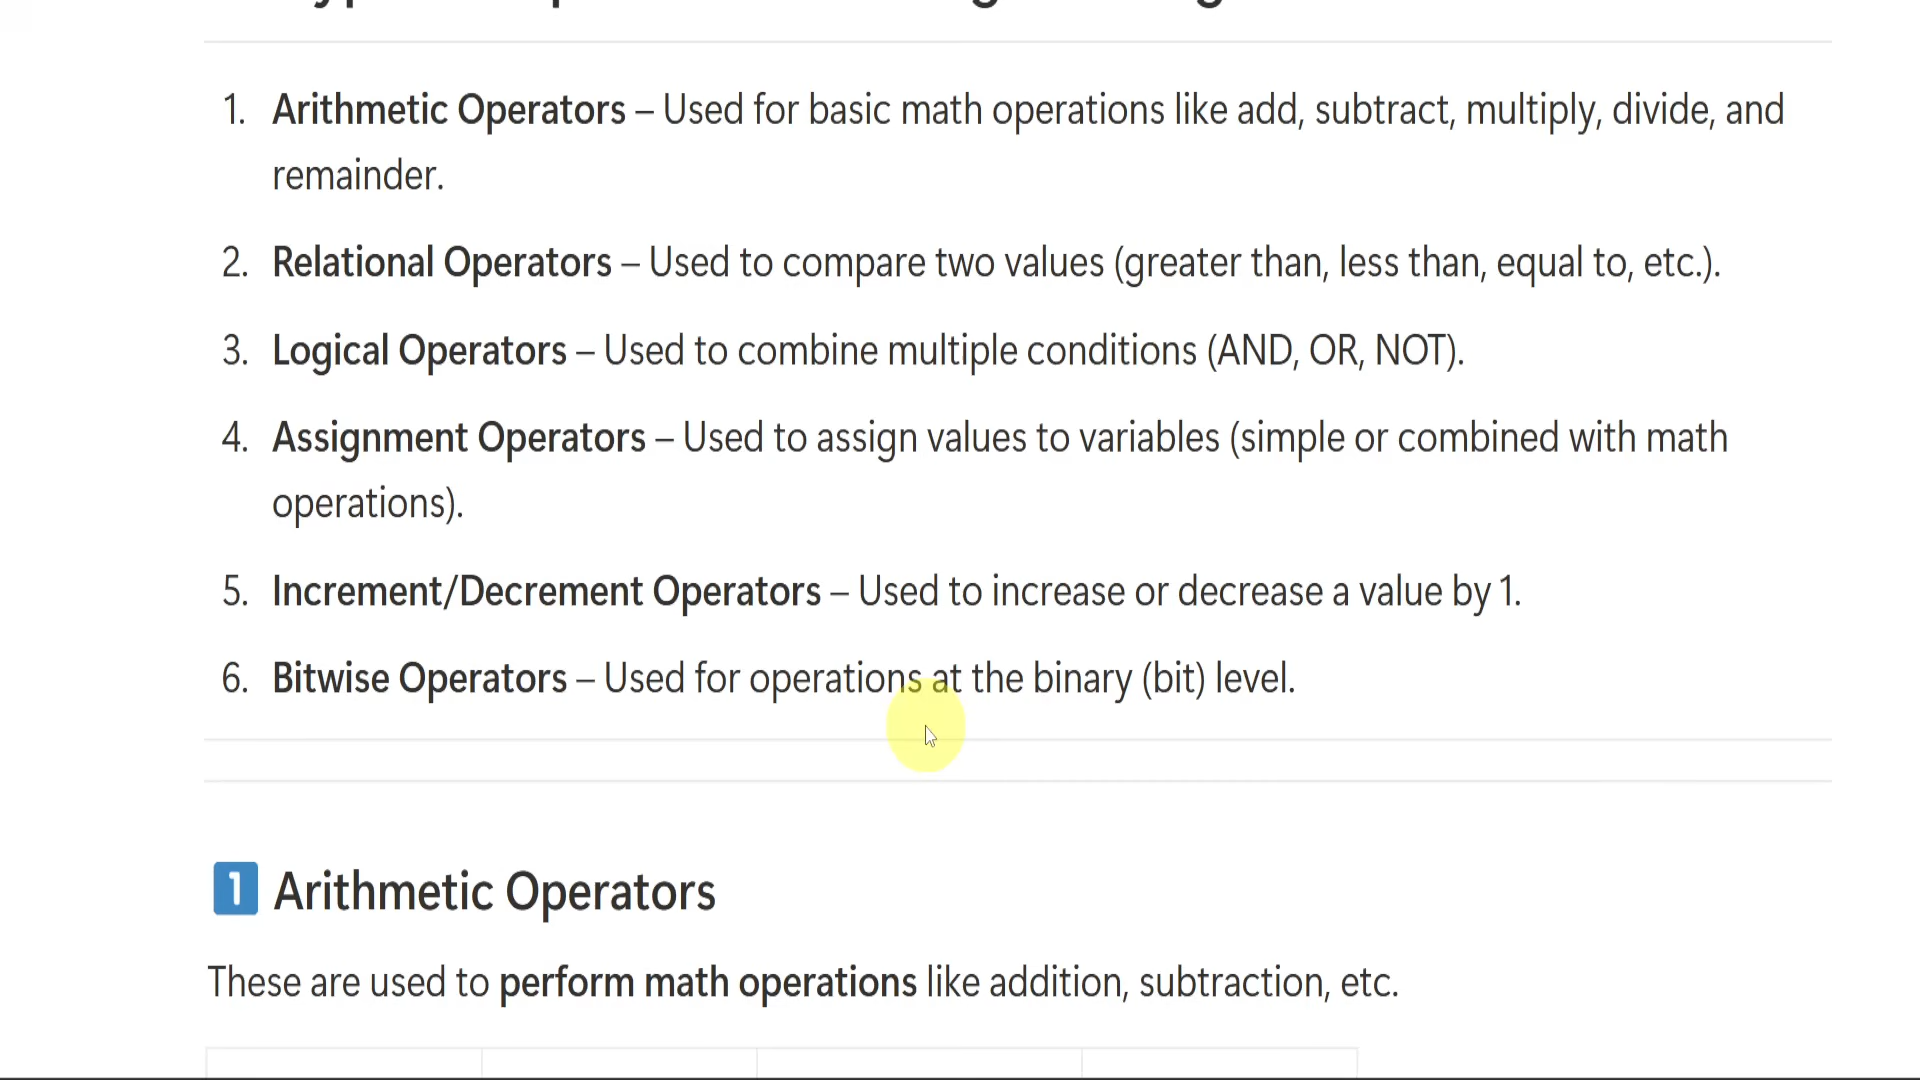 1. Arithmetic Operators – Used for basic math operations like add, subtract, multiply, divide, and
remainder.
2. Relational Operators – Used to compare two values (greater than, less than, equal to, etc.).
3. Logical Operators – Used to combine multiple conditions (AND, OR, NOT).
4. Assignment Operators – Used to assign values to variables (simple or combined with math
operations).
5. Increment/Decrement Operators – Used to increase or decrease a value by 1.
6. Bitwise Operators – Used for operations at the binary (bit) level.
1 Arithmetic Operators
These are used to perform math operations like addition, subtraction, etc.